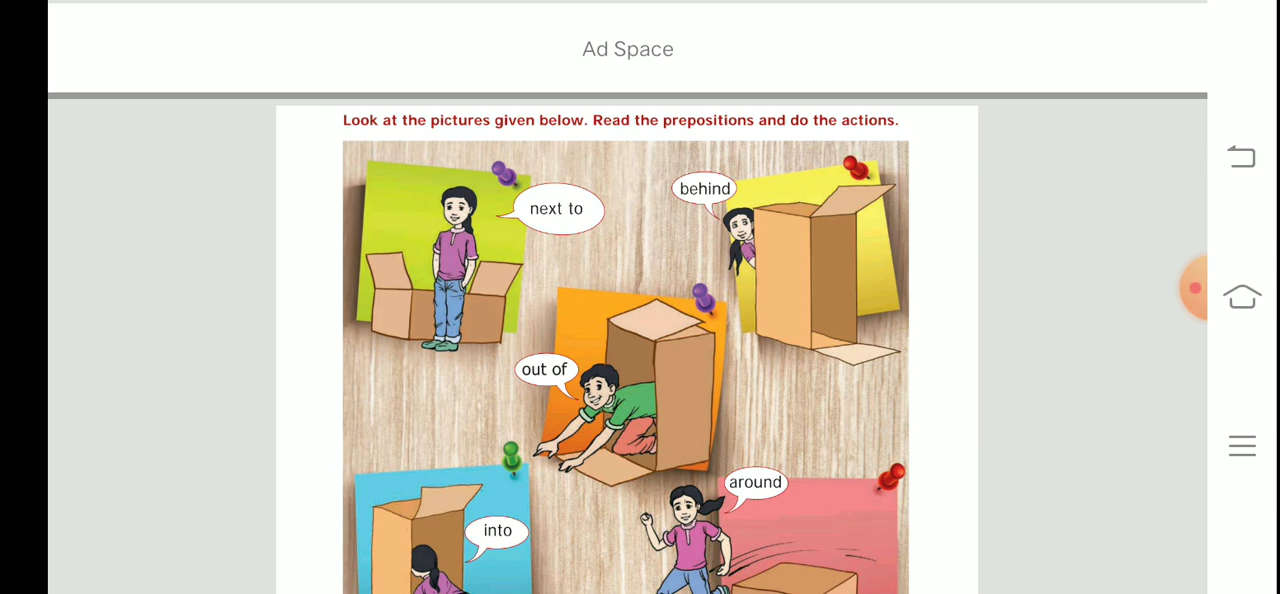 Ad Space
Look at the pictures given below. Read the prepositions and do the actions.
next to
behind
out of
into
around